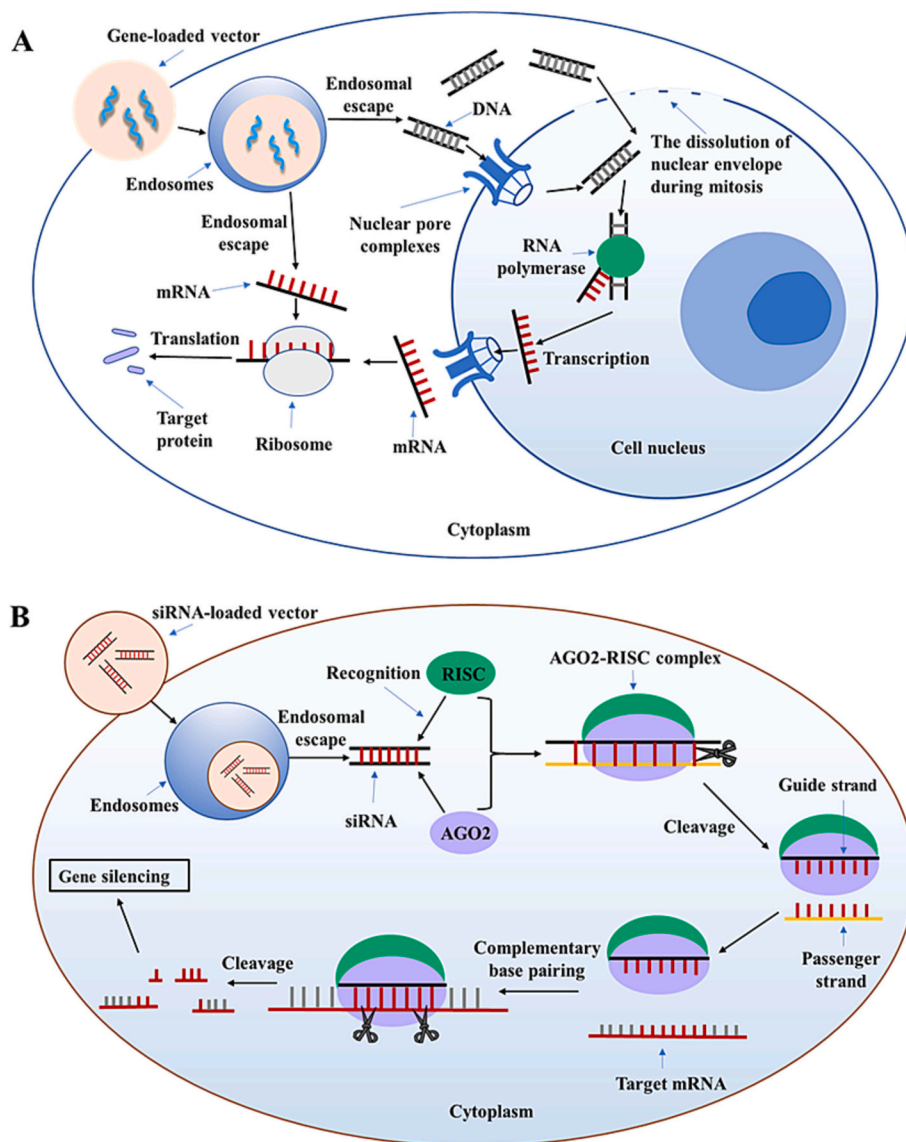 A
Gene-loaded vector
Endosomal
escape
DNA
The dissolution of
nuclear envelope
during mitosis
Endosomes
Nuclear pore
complexes
Endosomal
escape
RNA
polymerase
mRNA
Translation
Transcription
Target
protein
Ribosome
mRNA
Cell nucleus
Cytoplasm
B
siRNA-loaded vector
Recognition
RISC
AGO2-RISC complex
Endosomal
escape
Endosomes
siRNA
AGO2
Guide strand
Cleavage
Gene silencing
Passenger
strand
Complementary
base pairing
Cleavage
Target mRNA
Cytoplasm